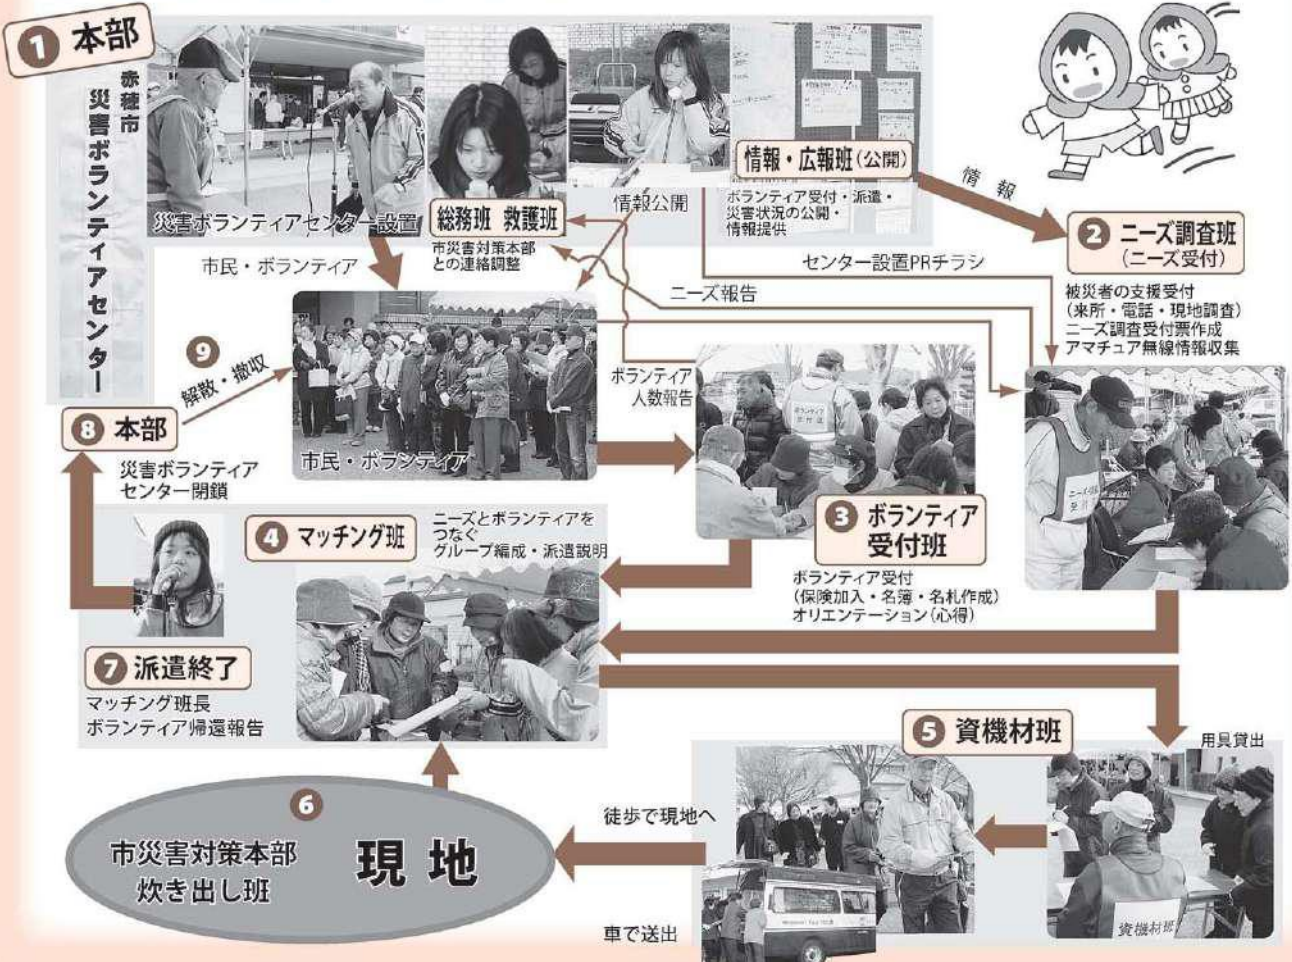 ① 本部
赤穂市
災害ボランティアセンター
災害ボランティアセンター設置
総務班 救護班
市災害対策本部
との連絡調整
情報公開
情報・広報班(公開)
ボランティア受付・派遣・
災害状況の公開・
情報提供
情報
② ニーズ調査班
(ニーズ受付)
被災者の支援受付
(来所・電話・現地調査)
ニーズ調査受付票作成
アマチュア無線情報収集
市民・ボランティア
センター設置PRチラシ
ニーズ報告
⑨
解散・撤収
ボランティア
人数報告
市民・ボランティア
⑧ 本部
災害ボランティア
センター閉鎖
ボランティア
受付班
③ ボランティア
受付班
ボランティア受付
(保険加入・名簿・名札作成)
オリエンテーション(心得)
④ マッチング班
ニーズとボランティアを
つなぐ
グループ編成・派遣説明
⑦ 派遣終了
マッチング班長
ボランティア帰還報告
⑤ 資機材班
用具貸出
資機材班
徒歩で現地へ
車で送出
⑥
市災害対策本部
炊き出し班
現地